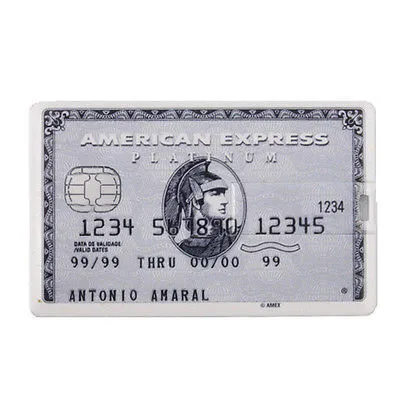 AMERICAN EXPRESS
PLATINUM
1234
1234 567890 12345
DATA DE VALIDADE
/VALID DATES
99/99 THRU 00/00 99
ANTONIO AMARAL
®
© AMEX